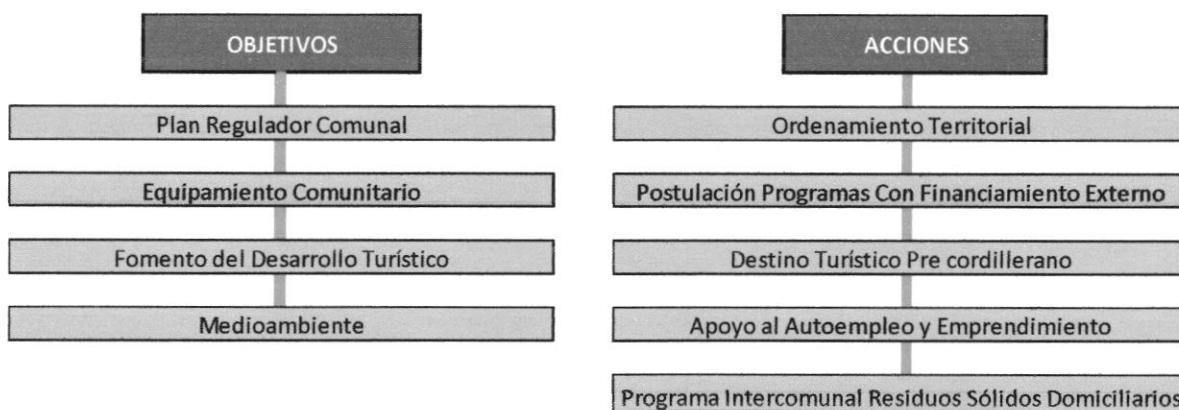 OBJETIVOS
Plan Regulador Comunal
Equipamiento Comunitario
Fomento del Desarrollo Turístico
Medioambiente
ACCIONES
Ordenamiento Territorial
Postulación Programas Con Financiamiento Externo
Destino Turístico Pre cordillerano
Apoyo al Autoempleo y Emprendimiento
Programa Intercomunal Residuos Sólidos Domiciliarios